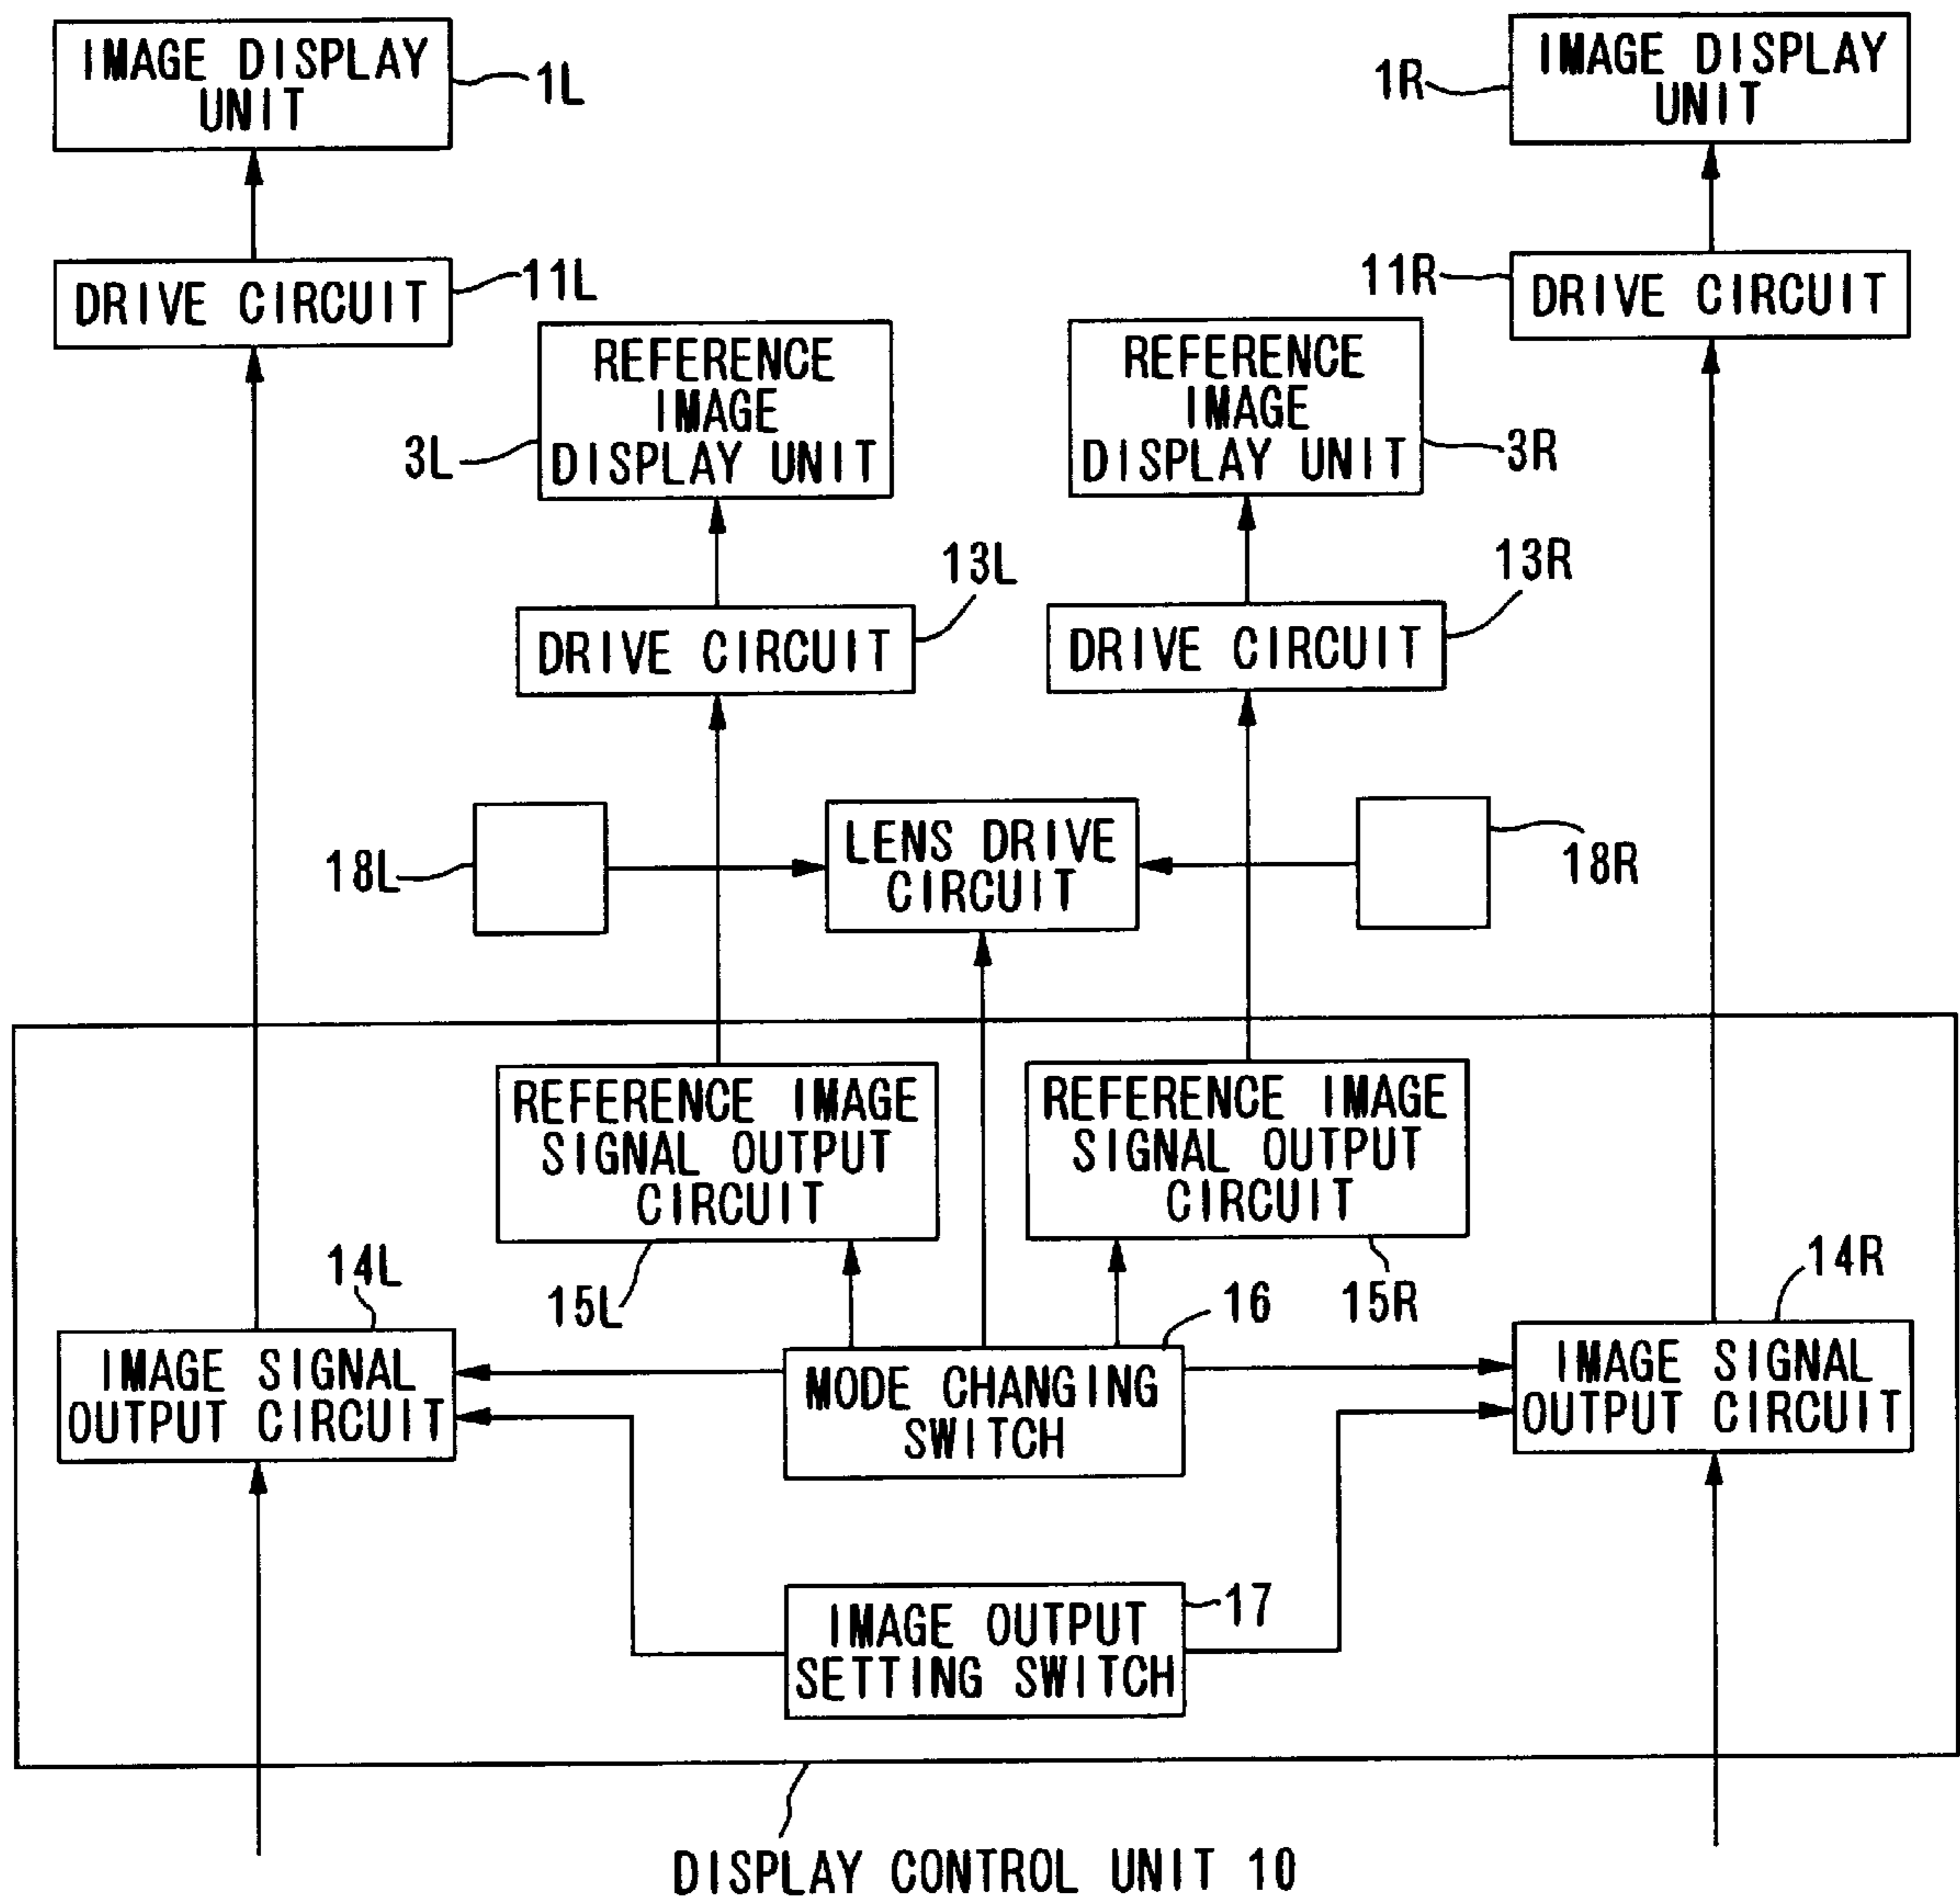 IMAGE DISPLAY
UNIT
1L
1R
IMAGE DISPLAY
UNIT
DRIVE CIRCUIT
11L
11R
DRIVE CIRCUIT
REFERENCE
IMAGE
DISPLAY UNIT
3L
REFERENCE
IMAGE
DISPLAY UNIT
3R
13L
13R
DRIVE CIRCUIT
DRIVE CIRCUIT
18L
LENS DRIVE
CIRCUIT
18R
REFERENCE IMAGE
SIGNAL OUTPUT
CIRCUIT
REFERENCE IMAGE
SIGNAL OUTPUT
CIRCUIT
14L
15L
16
15R
14R
IMAGE SIGNAL
OUTPUT CIRCUIT
MODE CHANGING
SWITCH
IMAGE SIGNAL
OUTPUT CIRCUIT
IMAGE OUTPUT
SETTING SWITCH
17
DISPLAY CONTROL UNIT 10